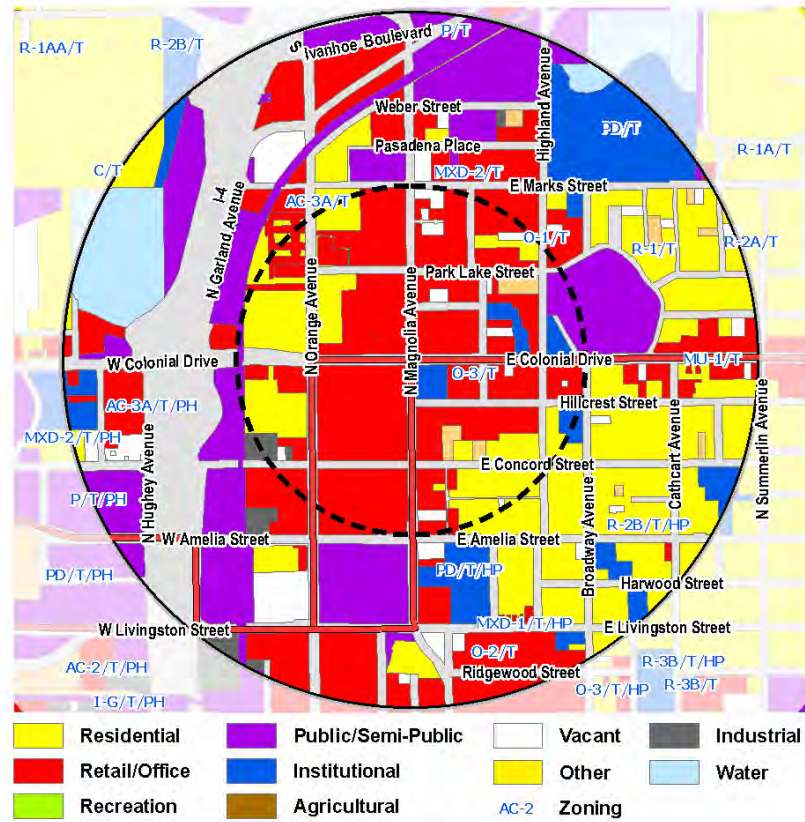 P/T
R-2B/T
S Ivanhoe Boulevard
R-1AA/T
Weber Street
Highland Avenue
PD/T
Pasadena Place
R-1A/T
C/T
MXD-2/T
E Marks Street
I-4
N Garland Avenue
AC-3A/T
O-1/T
R-1/T
R-2A/T
Park Lake Street
N Orange Avenue
N Magnolia Avenue
W Colonial Drive
E Colonial Drive
MU-1/T
O-3/T
AC-3A/T/PH
Hillcrest Street
MXD-2/T/PH
N Hughey Avenue
E Concord Street
Cathcart Avenue
N Summerlin Avenue
P/T/PH
Broadway Avenue
R-2B/T/HP
W Amelia Street
E Amelia Street
PD/T/PH
PD/T/HP
Harwood Street
MXD-1/T/HP
W Livingston Street
E Livingston Street
O-2/T
AC-2/T/PH
R-3B/T/HP
Ridgewood Street
O-3/T/HP
R-3B/T
I-G/T/PH
Residential
Public/Semi-Public
Vacant
Industrial
Retail/Office
Institutional
Other
Water
Recreation
Agricultural
AC-2
Zoning